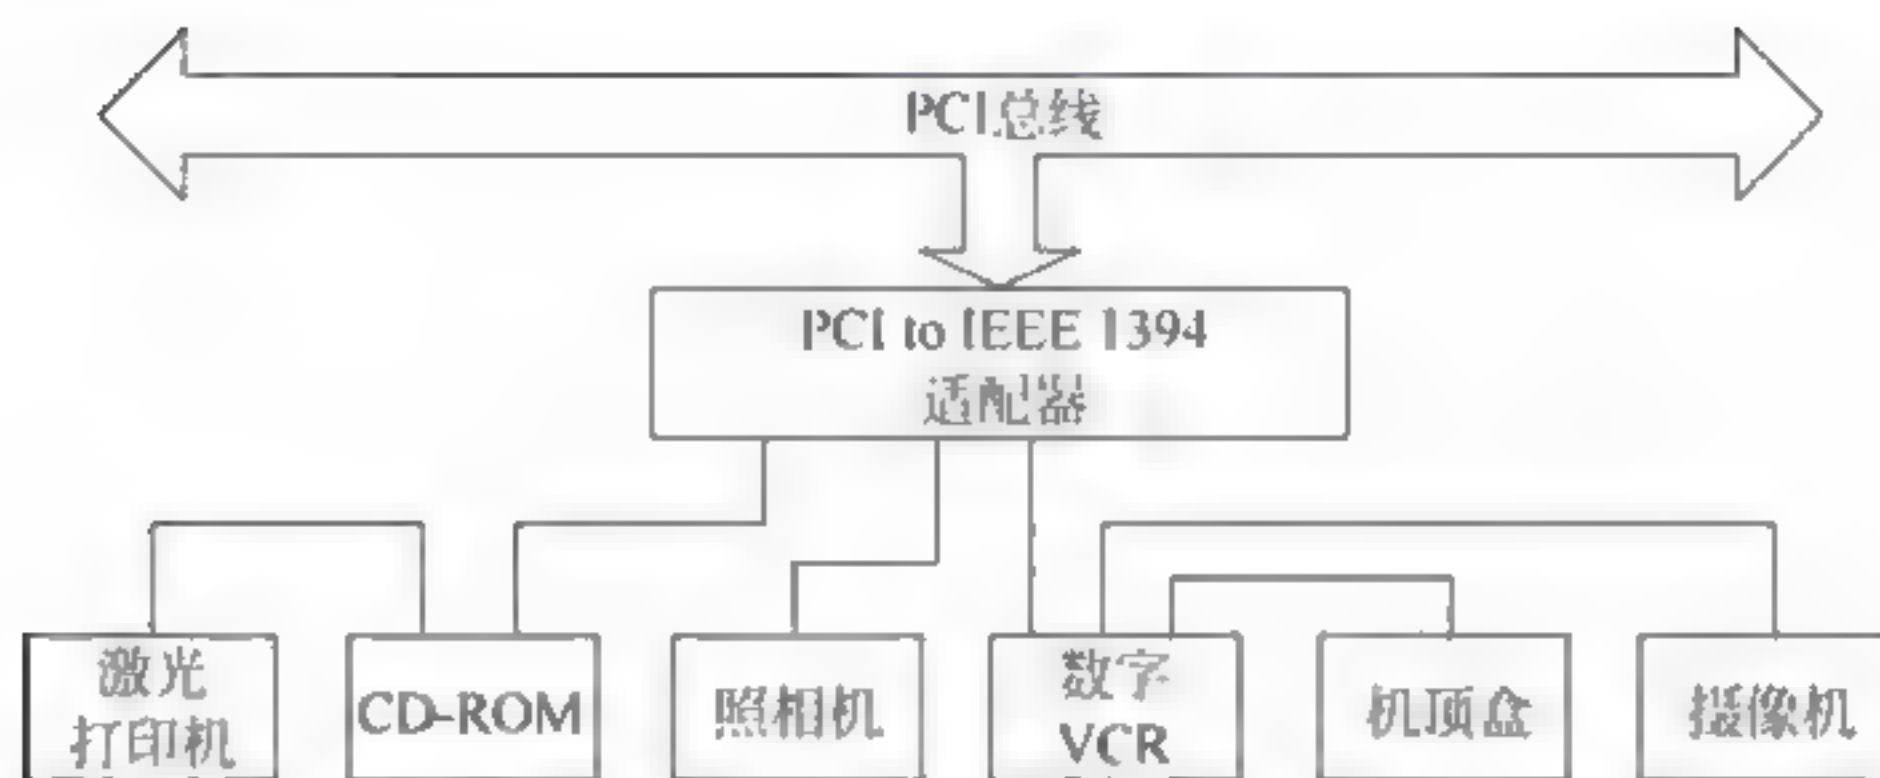 PCI总线
PCI to IEEE 1394
适配器
激光
打印机
CD-ROM
照相机
数字
VCR
机顶盒
摄像机